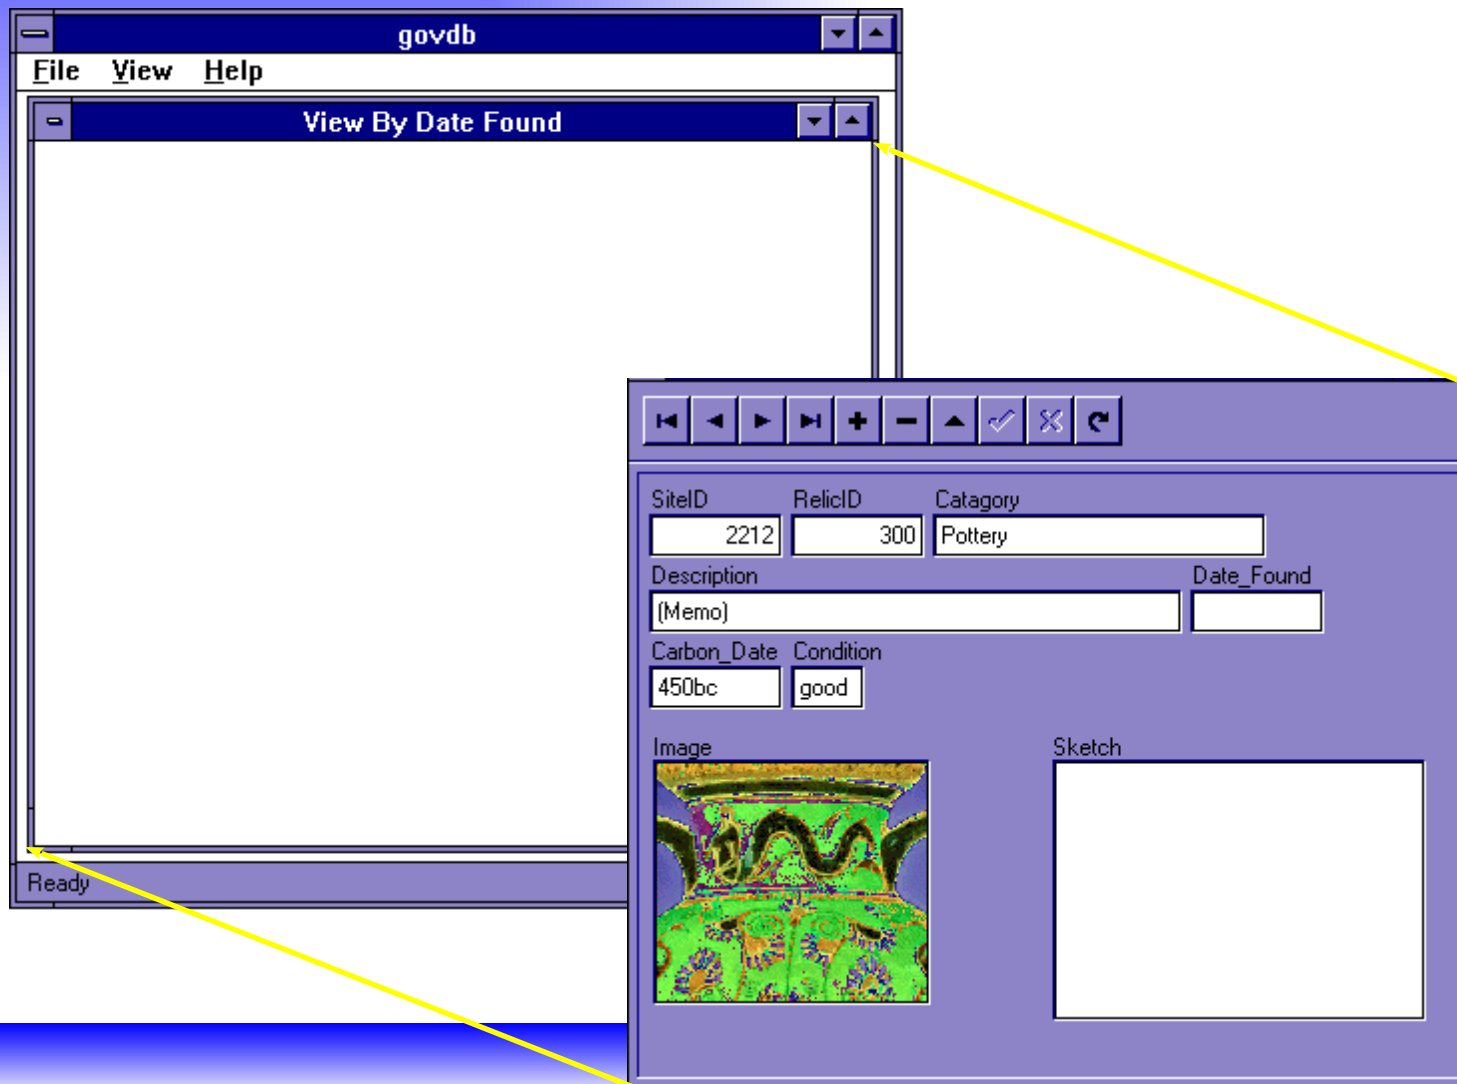 govdb
File View Help
View By Date Found
SiteID RelicID Catagory
2212 300 Pottery
Description Date_Found
(Memo)
Carbon_Date Condition
450bc good
Image Sketch
Ready